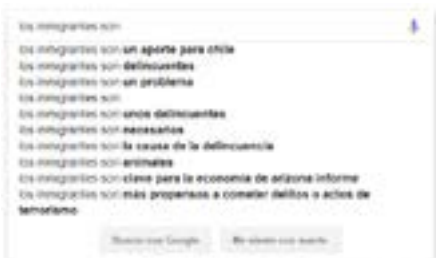 los inmigrantes son
los inmigrantes son un aporte para chile
los inmigrantes son delincuentes
los inmigrantes son un problema
los inmigrantes son
los inmigrantes son unos delincuentes
los inmigrantes son necesarios
los inmigrantes son la causa de la delincuencia
los inmigrantes son animales
los inmigrantes son clave para la economia de arizona informe
los inmigrantes son más propensos a cometer delitos o actos de
terrorismo
Buscar con Google Me siento con suerte